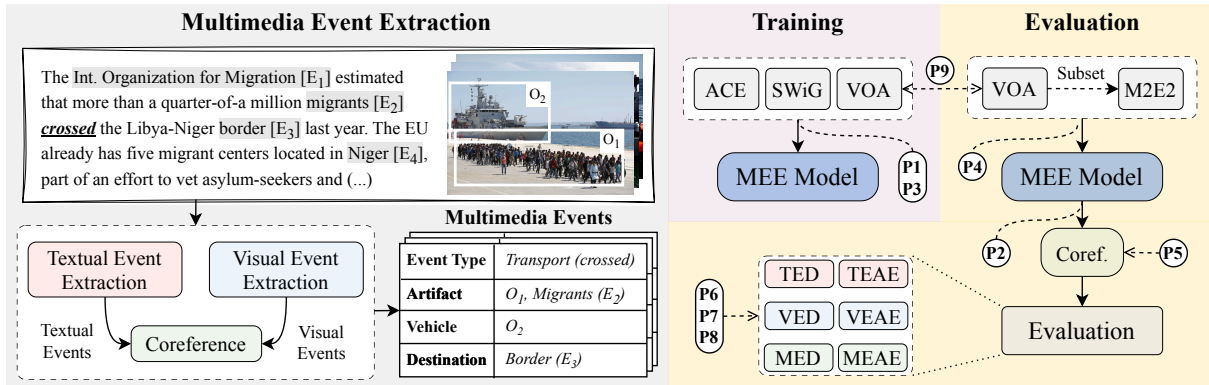 Multimedia Event Extraction
The Int. Organization for Migration [E1] estimated
that more than a quarter-of-a million migrants [E2]
crossed the Libya-Niger border [E3] last year. The EU
already has five migrant centers located in Niger [E4],
part of an effort to vet asylum-seekers and (...)
O2
O1
Textual Event
Extraction
Visual Event
Extraction
Textual
Events
Coreference
Visual
Events
Multimedia Events
Event Type Transport (crossed)
Artifact O1, Migrants (E2)
Vehicle O2
Destination Border (E3)
Training
ACE SWiG VOA
P1
P3
MEE Model
Evaluation
P9
VOA Subset M2E2
P4
MEE Model
P2
Coref.
P5
Evaluation
P6
P7
P8
TED TEAE
VED VEAE
MED MEAE